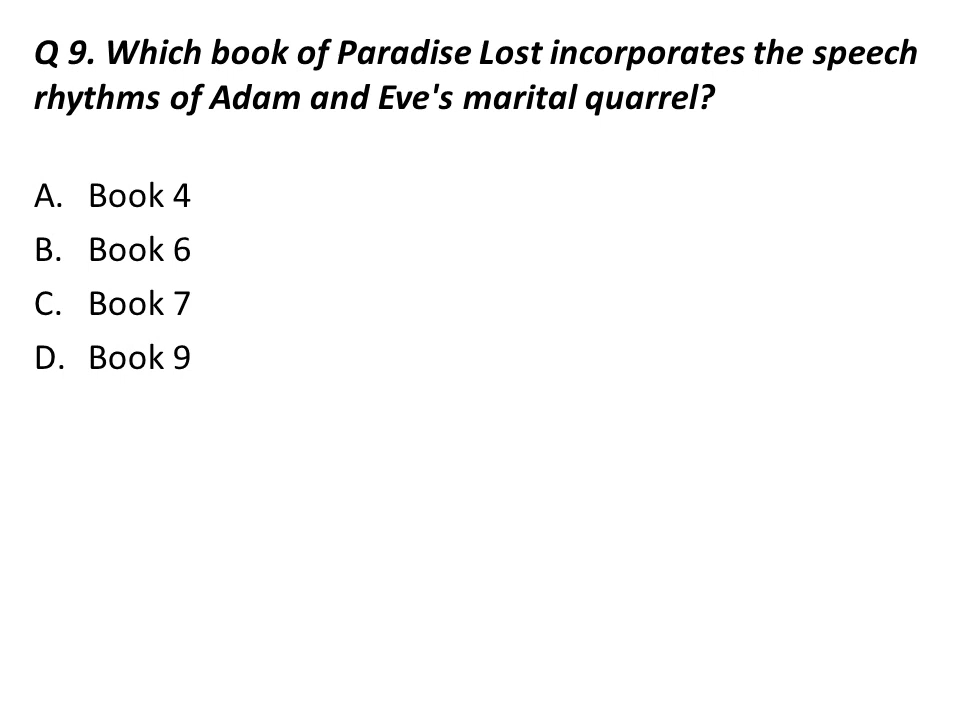 Q 9. Which book of Paradise Lost incorporates the speech
rhythms of Adam and Eve's marital quarrel?
A. Book 4
B. Book 6
C. Book 7
D. Book 9